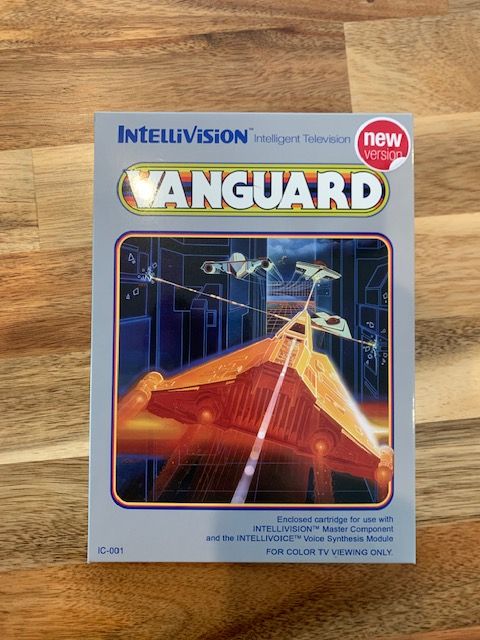 INTELLIVISION™ Intelligent Television
new
version
VANGUARD
Enclosed cartridge for use with
INTELLIVISION™ Master Component
and the INTELLIVOICE™ Voice Synthesis Module
IC-001 FOR COLOR TV VIEWING ONLY.